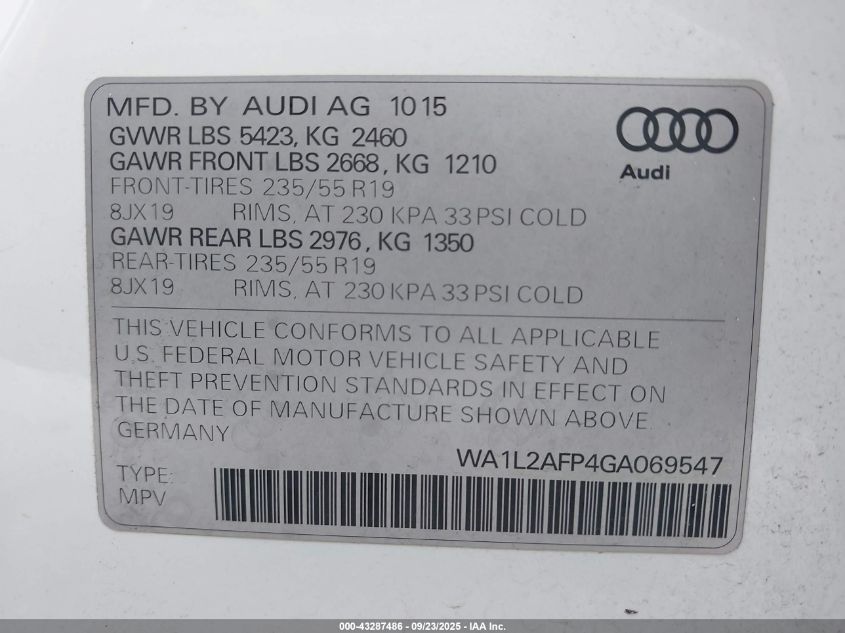 MFD. BY AUDI AG 10 15
GVWR LBS 5423, KG 2460
GAWR FRONT LBS 2668, KG 1210
FRONT-TIRES 235/55 R19
8JX19 RIMS, AT 230 KPA 33 PSI COLD
GAWR REAR LBS 2976, KG 1350
REAR-TIRES 235/55 R19
8JX19 RIMS, AT 230 KPA 33 PSI COLD
Audi
THIS VEHICLE CONFORMS TO ALL APPLICABLE
U.S. FEDERAL MOTOR VEHICLE SAFETY AND
THEFT PREVENTION STANDARDS IN EFFECT ON
THE DATE OF MANUFACTURE SHOWN ABOVE.
GERMANY
WA1L2AFP4GA069547
TYPE:
MPV
000-43287486 - 09/23/2025 - IAA Inc.